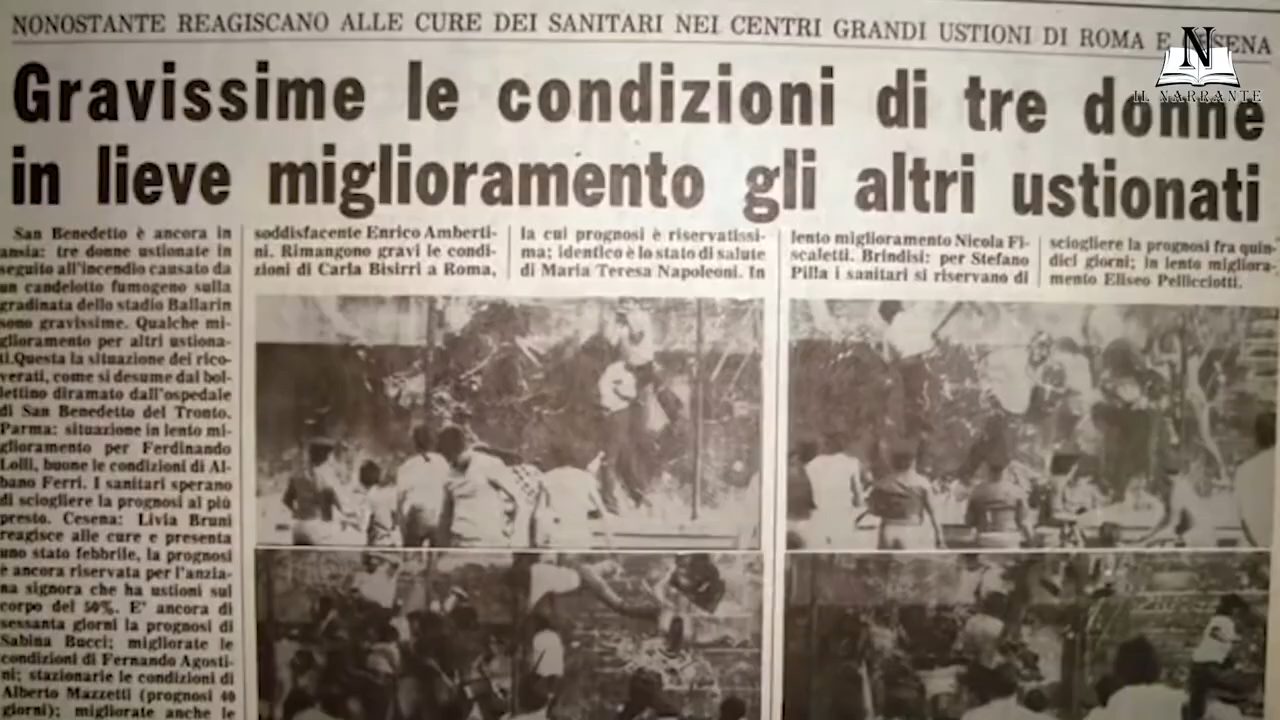 NONOSTANTE REAGISCANO ALLE CURE DEI SANITARI NEI CENTRI GRANDI USTIONI DI ROMA E
N
IL NARRANTE
Gravissime le condizioni di tre donne
in lieve miglioramento gli altri ustionati
San Benedetto è ancora in
ansia: tre donne ustionate in
seguito all'incendio causato da
un candelotto fumogeno sulla
gradinata dello stadio Ballarin
sono gravissime. Qualche mi-
glioramento per altri ustiona-
ti.Questa la situazione dei rico-
verati, come si desume dal bol-
lettino diramato dall'ospedale
di San Benedetto del Tronto.
Parma: situazione in lento mi-
glioramento per Ferdinando
Lolli, buone le condizioni di Al-
bano Ferri. I sanitari sperano
di sciogliere la prognosi al più
presto. Cesena: Livia Bruni
reagisce alle cure e presenta
uno stato febbrile, la prognosi
è ancora riservata per l'anzia-
na signora che ha ustioni sul
corpo del 50%. E' ancora di
sessanta giorni la prognosi di
Sabina Bucci; migliorate le
condizioni di Fernando Agosti-
ni; stazionarie le condizioni di
Alberto Mazzetti (prognosi 40
giorni); migliorate anche le
soddisfacente Enrico Amberti-
ni. Rimangono gravi le condi-
zioni di Carla Bisirri a Roma,
la cui prognosi è riservatissi-
ma; identico è lo stato di salute
di Maria Teresa Napoleoni. In
lento miglioramento Nicola Fi-
scaletti. Brindisi: per Stefano
Pilla i sanitari si riservano di
sciogliere la prognosi fra quin-
dici giorni; in lento migliora-
mento Eliseo Pellicciotti.